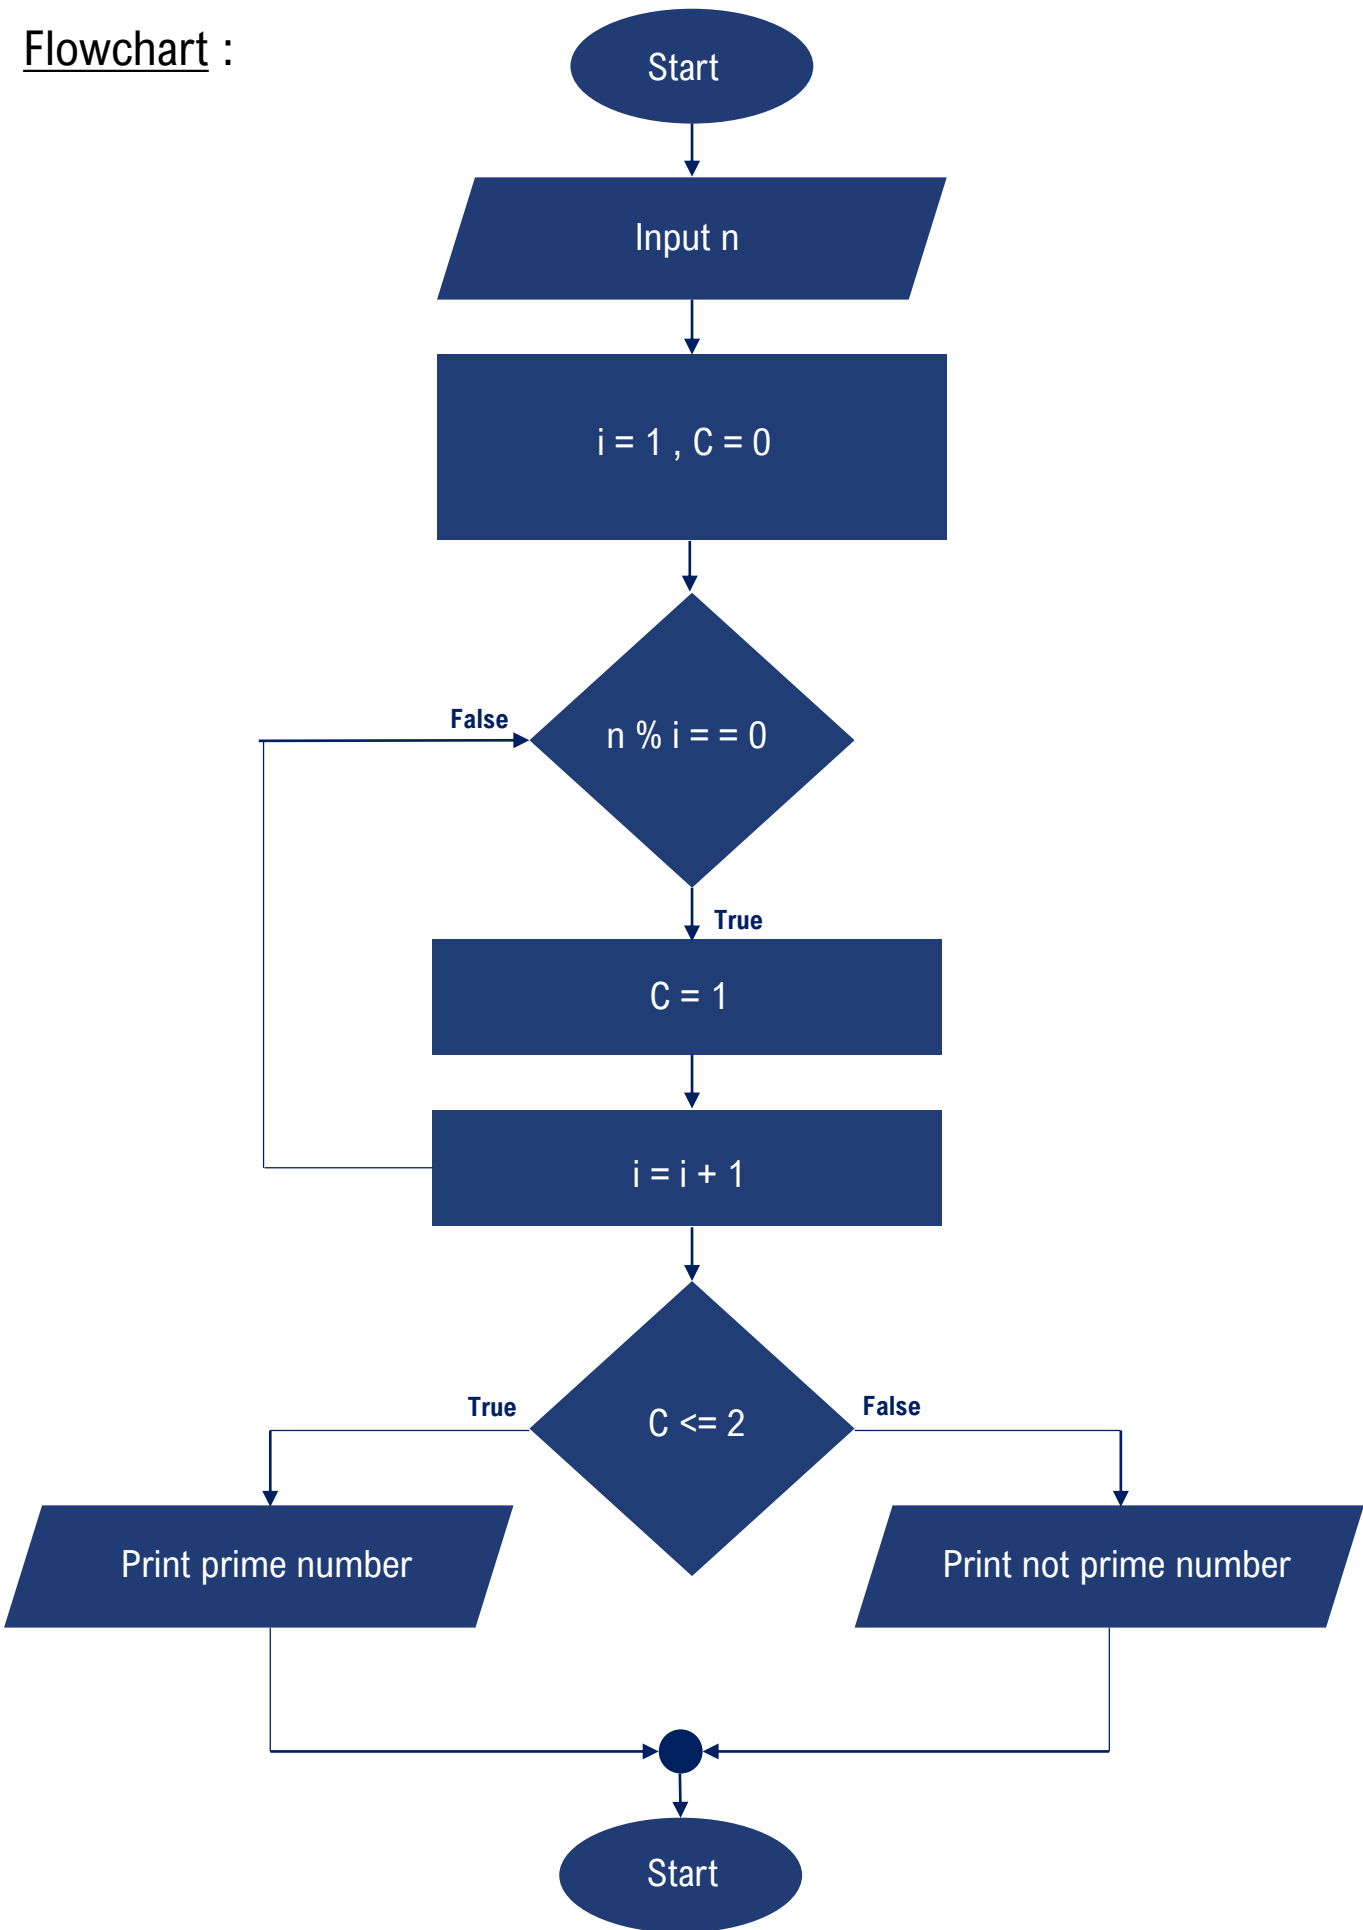 Flowchart :
Start
Input n
i = 1 , C = 0
False
n % i = = 0
True
C = 1
i = i + 1
True
C <= 2
False
Print prime number
Print not prime number
Start